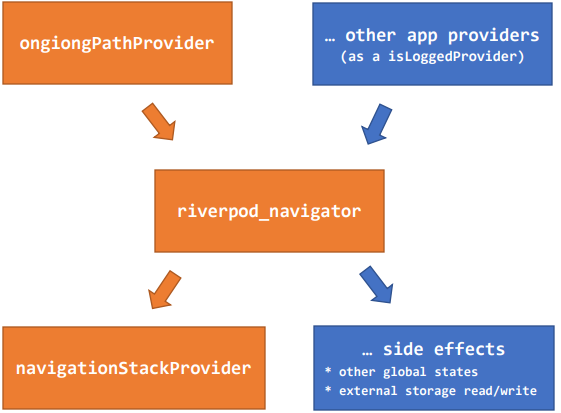 ongiongPathProvider
… other app providers
(as a isLoggedProvider)
riverpod_navigator
navigationStackProvider
… side effects
* other global states
* external storage read/write